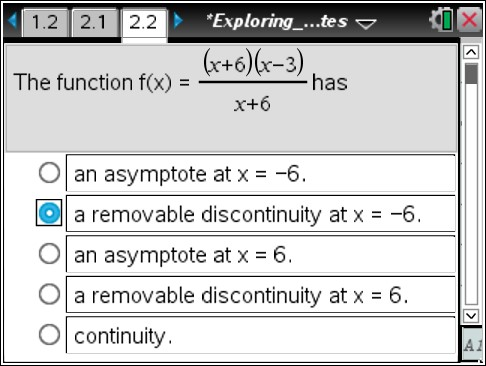 1.2 2.1 2.2 *Exploring_...tes
The function f(x) = (x+6)(x−3)/x+6 has
an asymptote at x = −6.
a removable discontinuity at x = −6.
an asymptote at x = 6.
a removable discontinuity at x = 6.
continuity.